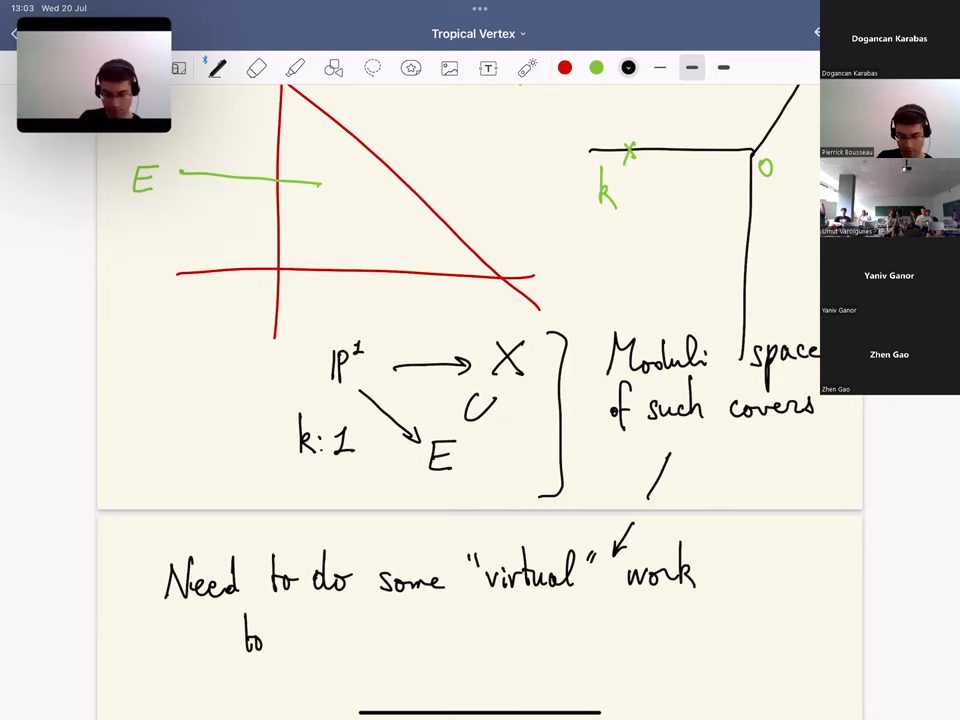 13:03 Wed 20 Jul
Tropical Vertex
Dogancan Karabas
Dogancan Karabas
Pierrick Bousseau
Umut Varolgunes
Yaniv Ganor
Yaniv Ganor
Zhen Gao
Zhen Gao
E
k
0
ℙ¹ ⟶ X
k:1
E
Moduli space
of such covers
Need to do some "virtual" work
to